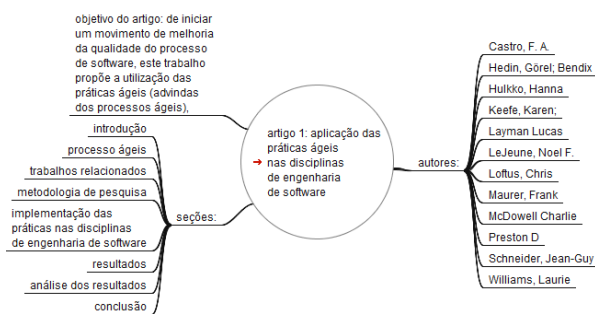 objetivo do artigo: de iniciar
um movimento de melhoria
da qualidade do processo
de software, este trabalho
propõe a utilização das
práticas ágeis (advindas
dos processos ágeis),
introdução
processo ágeis
trabalhos relacionados
metodologia de pesquisa
implementação das
práticas nas disciplinas
de engenharia de software
resultados
análise dos resultados
conclusão
seções:
artigo 1: aplicação das
práticas ágeis
nas disciplinas
de engenharia
de software
autores:
Castro, F. A.
Hedin, Görel; Bendix
Hulkko, Hanna
Keefe, Karen;
Layman Lucas
LeJeune, Noel F.
Loftus, Chris
Maurer, Frank
McDowell Charlie
Preston D
Schneider, Jean-Guy
Williams, Laurie